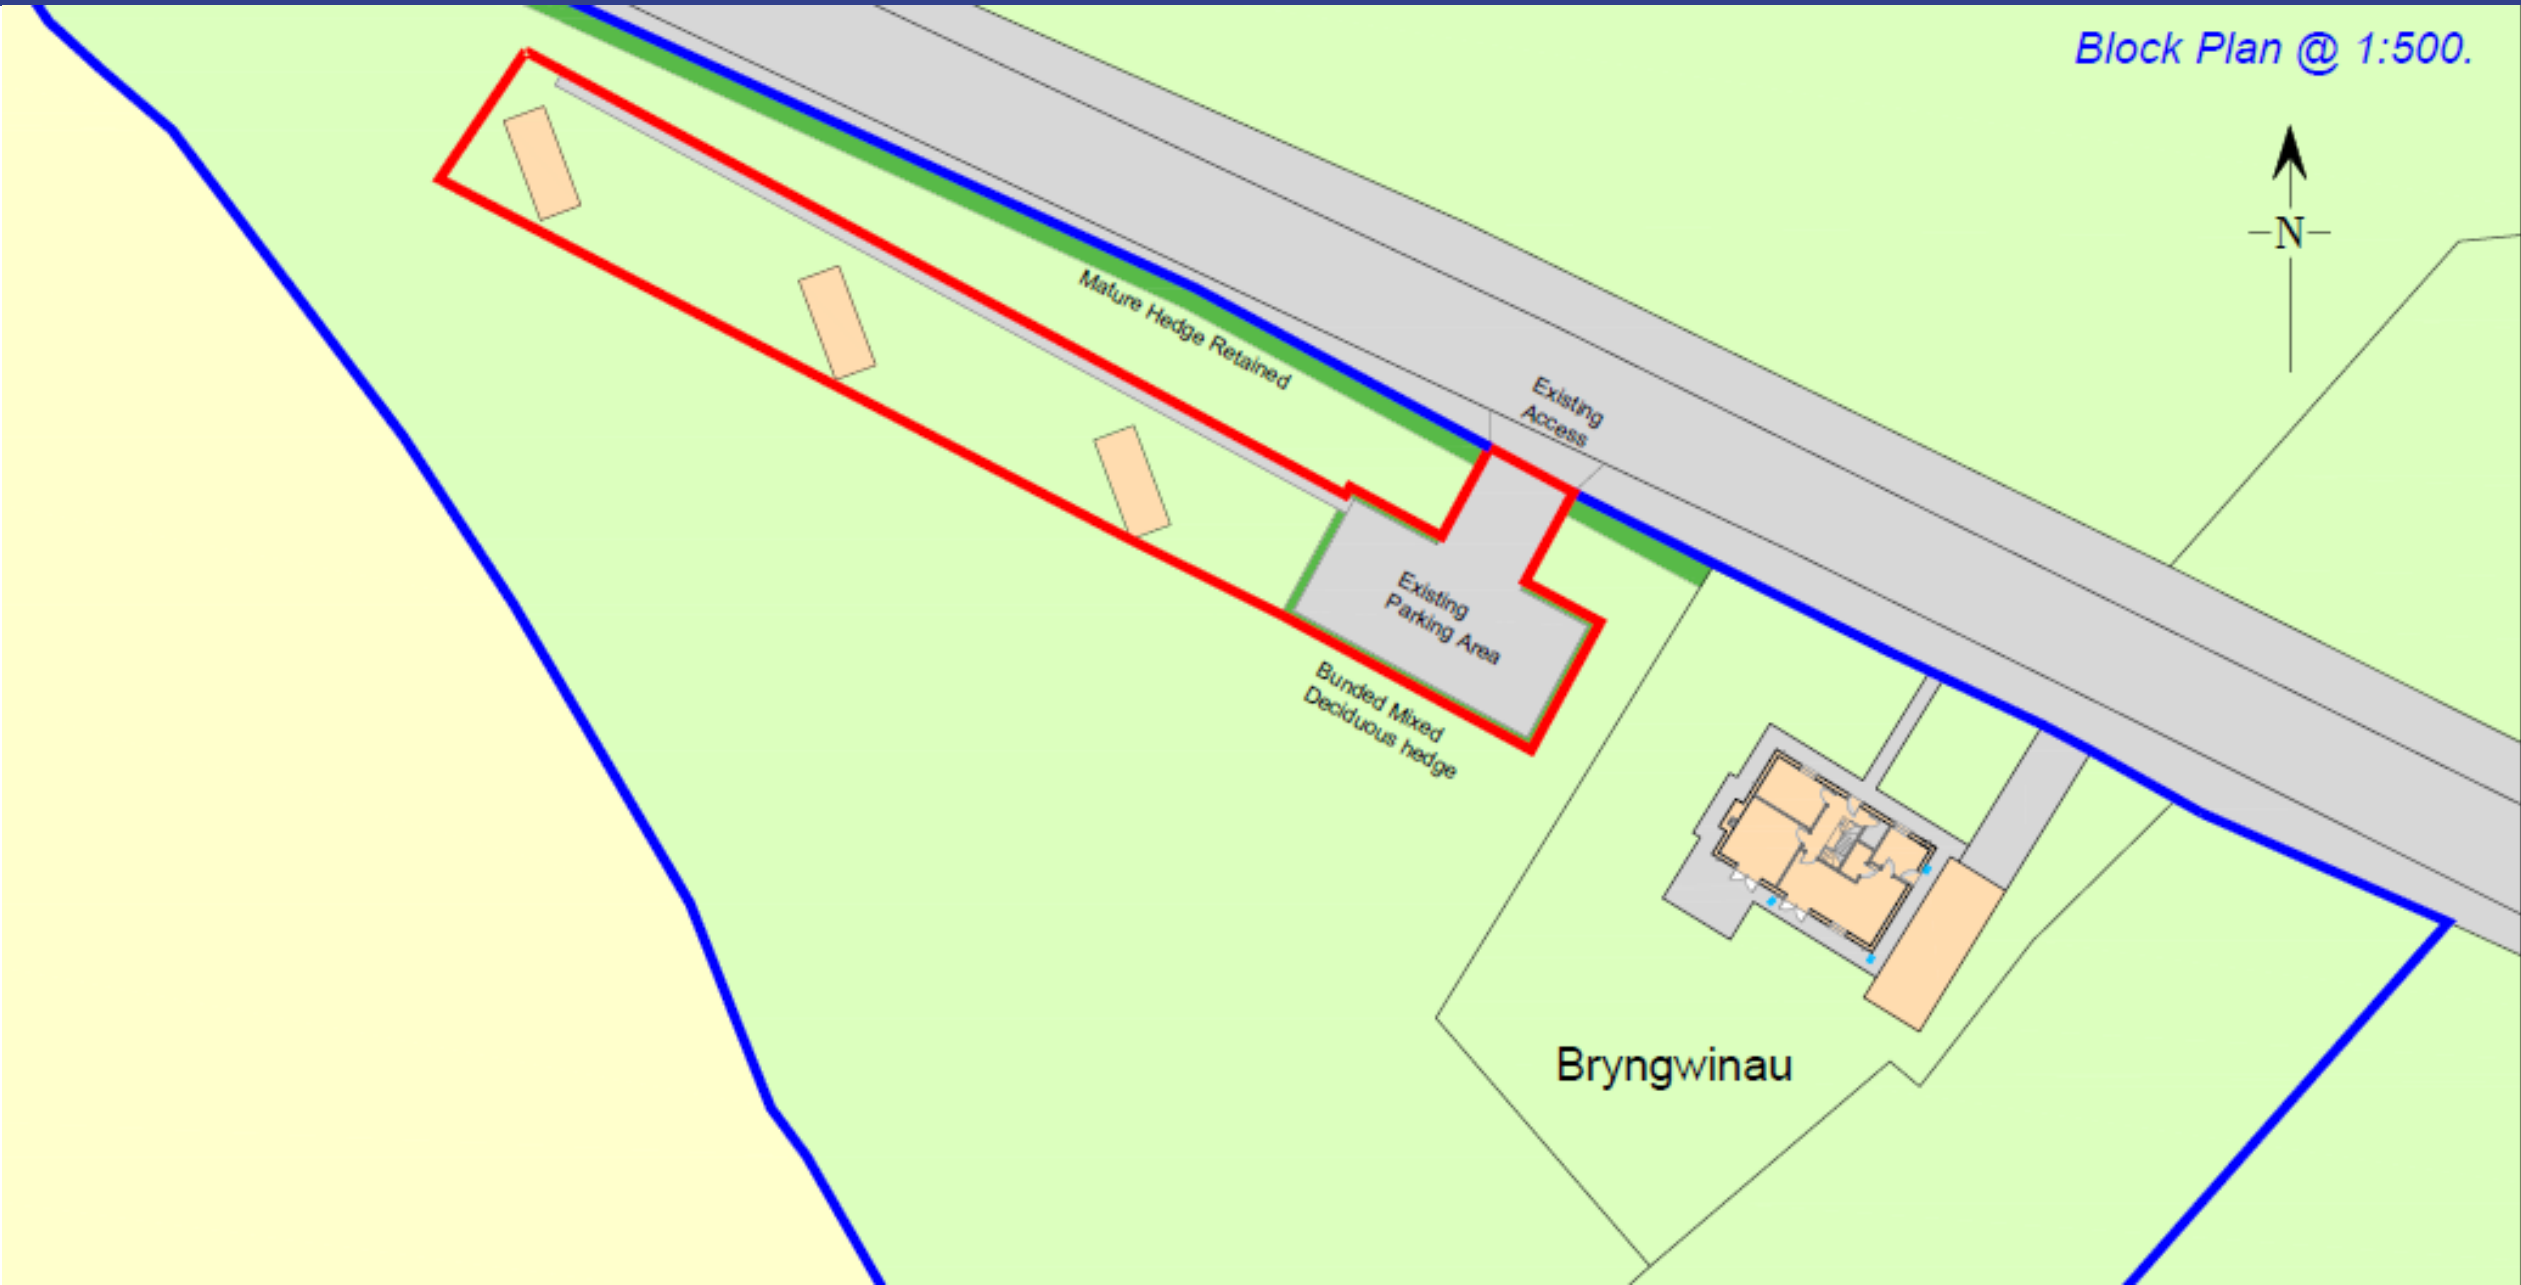 Block Plan @ 1:500.
-N-
Mature Hedge Retained
Existing
Access
Existing
Parking Area
Bunded Mixed
Deciduous hedge
Bryngwinau